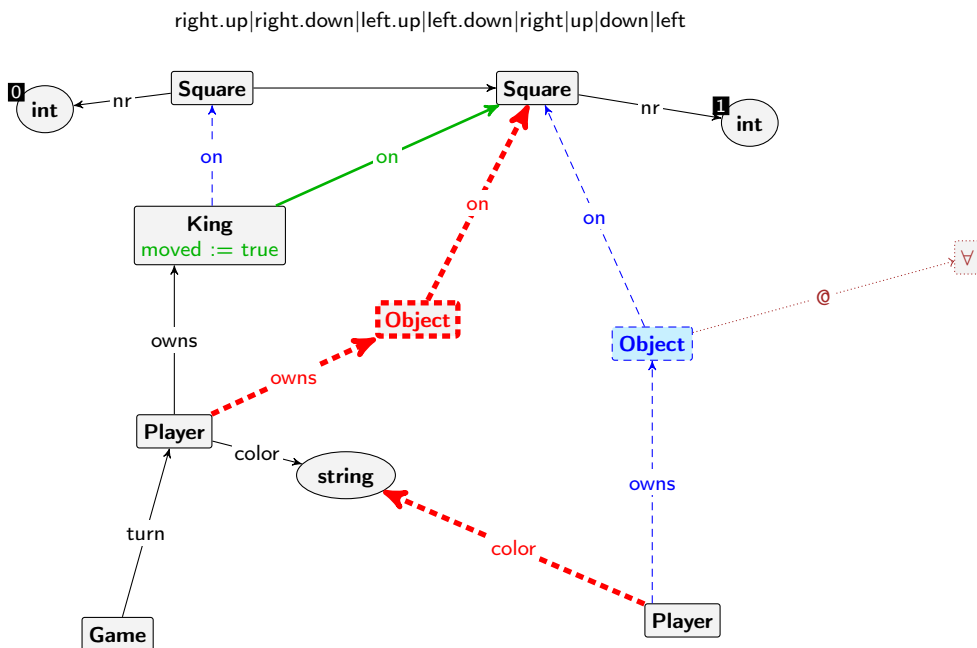 right.up|right.down|left.up|left.down|right|up|down|left
0
int
nr
Square
Square
nr
1
int
on
on
on
on
King
moved := true
∀
@
Object
Object
owns
owns
Player
color
string
owns
turn
color
Game
Player